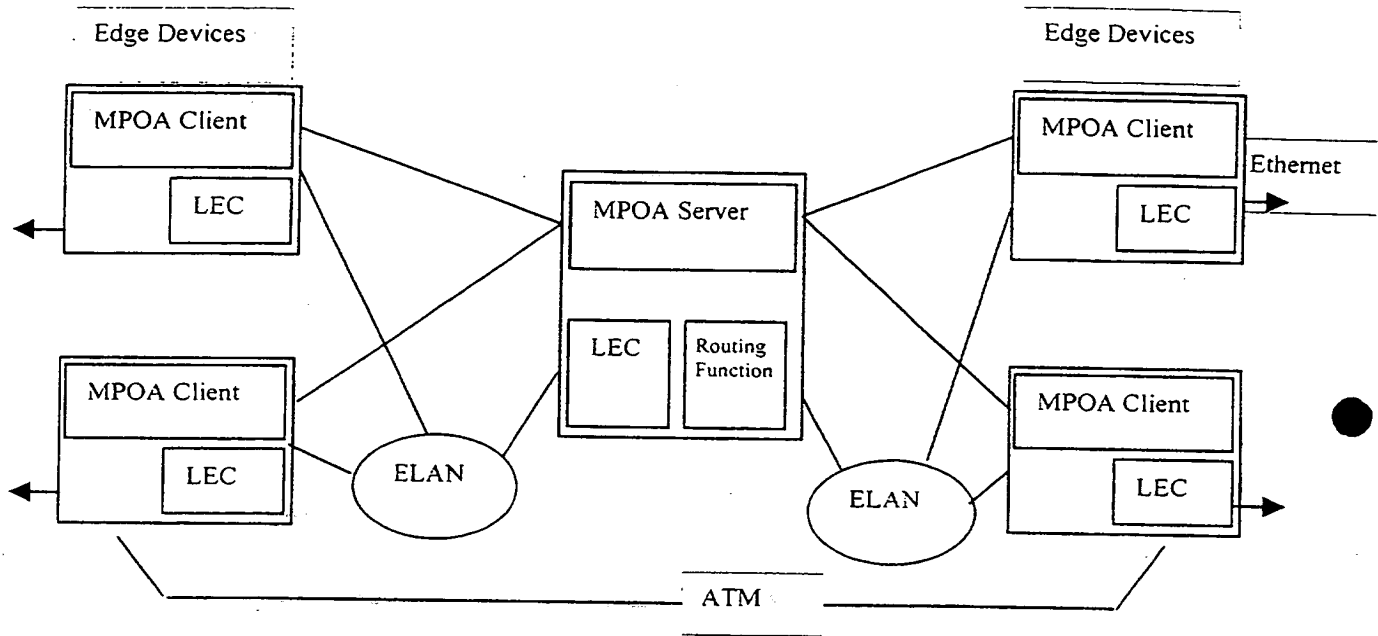 Edge Devices
Edge Devices
MPOA Client
LEC
MPOA Client
Ethernet
LEC
MPOA Server
LEC
Routing
Function
MPOA Client
LEC
ELAN
MPOA Client
LEC
ELAN
ATM